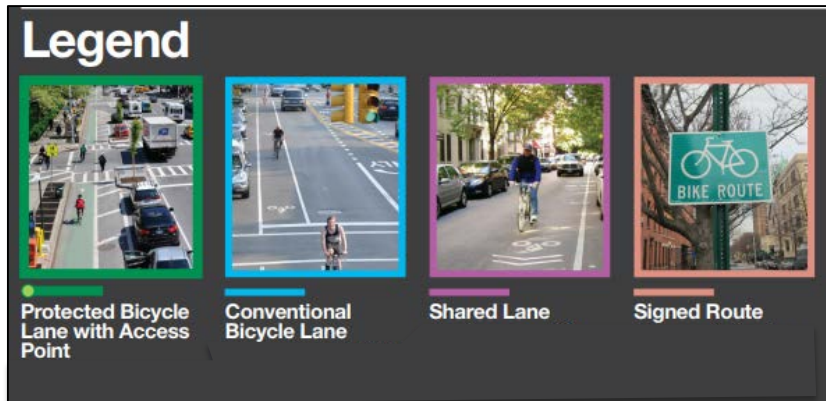 Legend
BIKE ROUTE
Protected Bicycle
Lane with Access
Point
Conventional
Bicycle Lane
Shared Lane
Signed Route